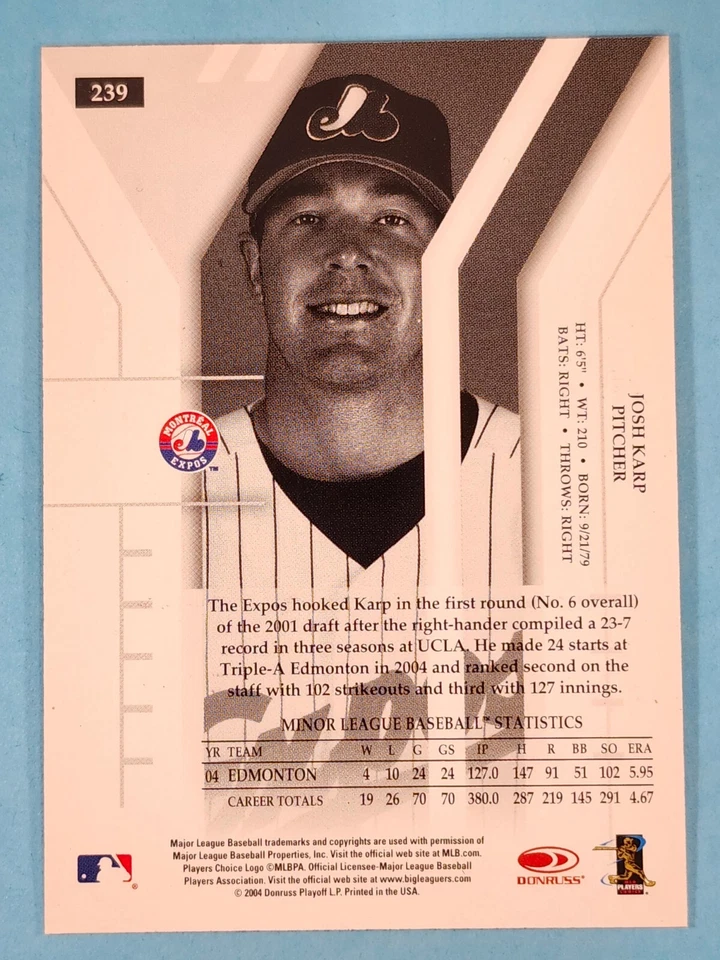 239
JOSH KARP
PITCHER
HT: 6'5" • WT: 210 • BORN: 9/21/79
BATS: RIGHT • THROWS: RIGHT
MONTRÉAL
EXPOS
TM
The Expos hooked Karp in the first round (No. 6 overall)
of the 2001 draft after the right-hander compiled a 23-7
record in three seasons at UCLA. He made 24 starts at
Triple-A Edmonton in 2004 and ranked second on the
staff with 102 strikeouts and third with 127 innings.
MINOR LEAGUE BASEBALL™ STATISTICS
YR TEAM W L G GS IP H R BB SO ERA
04 EDMONTON 4 10 24 24 127.0 147 91 51 102 5.95
CAREER TOTALS 19 26 70 70 380.0 287 219 145 291 4.67
Major League Baseball trademarks and copyrights are used with permission of
Major League Baseball Properties, Inc. Visit the official web site at MLB.com.
Players Choice Logo ©MLBPA. Official Licensee-Major League Baseball
Players Association. Visit the official web site at www.bigleaguers.com
© 2004 Donruss Playoff L.P. Printed in the USA.
DONRUSS®
PLAYERS